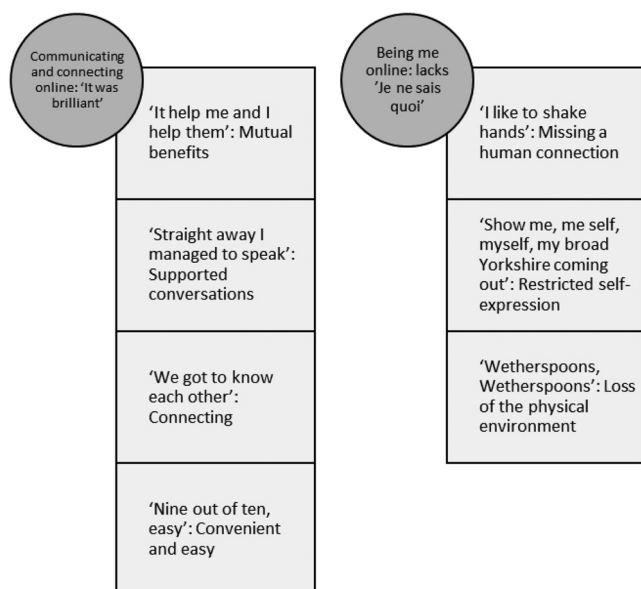 Communicating
and connecting
online: ‘It was
brilliant’
‘It help me and I
help them’: Mutual
benefits
‘Straight away I
managed to speak’:
Supported
conversations
‘We got to know
each other’:
Connecting
‘Nine out of ten,
easy’: Convenient
and easy
Being me
online: lacks
’Je ne sais
quoi’
‘I like to shake
hands’: Missing a
human connection
‘Show me, me self,
myself, my broad
Yorkshire coming
out’: Restricted self-
expression
‘Wetherspoons,
Wetherspoons’: Loss
of the physical
environment